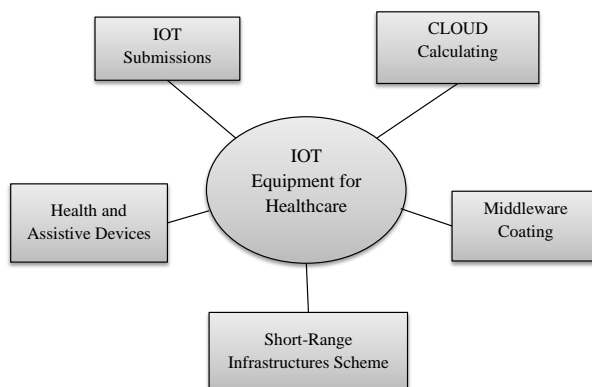 IOT
Submissions
CLOUD
Calculating
IOT
Equipment for
Healthcare
Health and
Assistive Devices
Middleware
Coating
Short-Range
Infrastructures Scheme